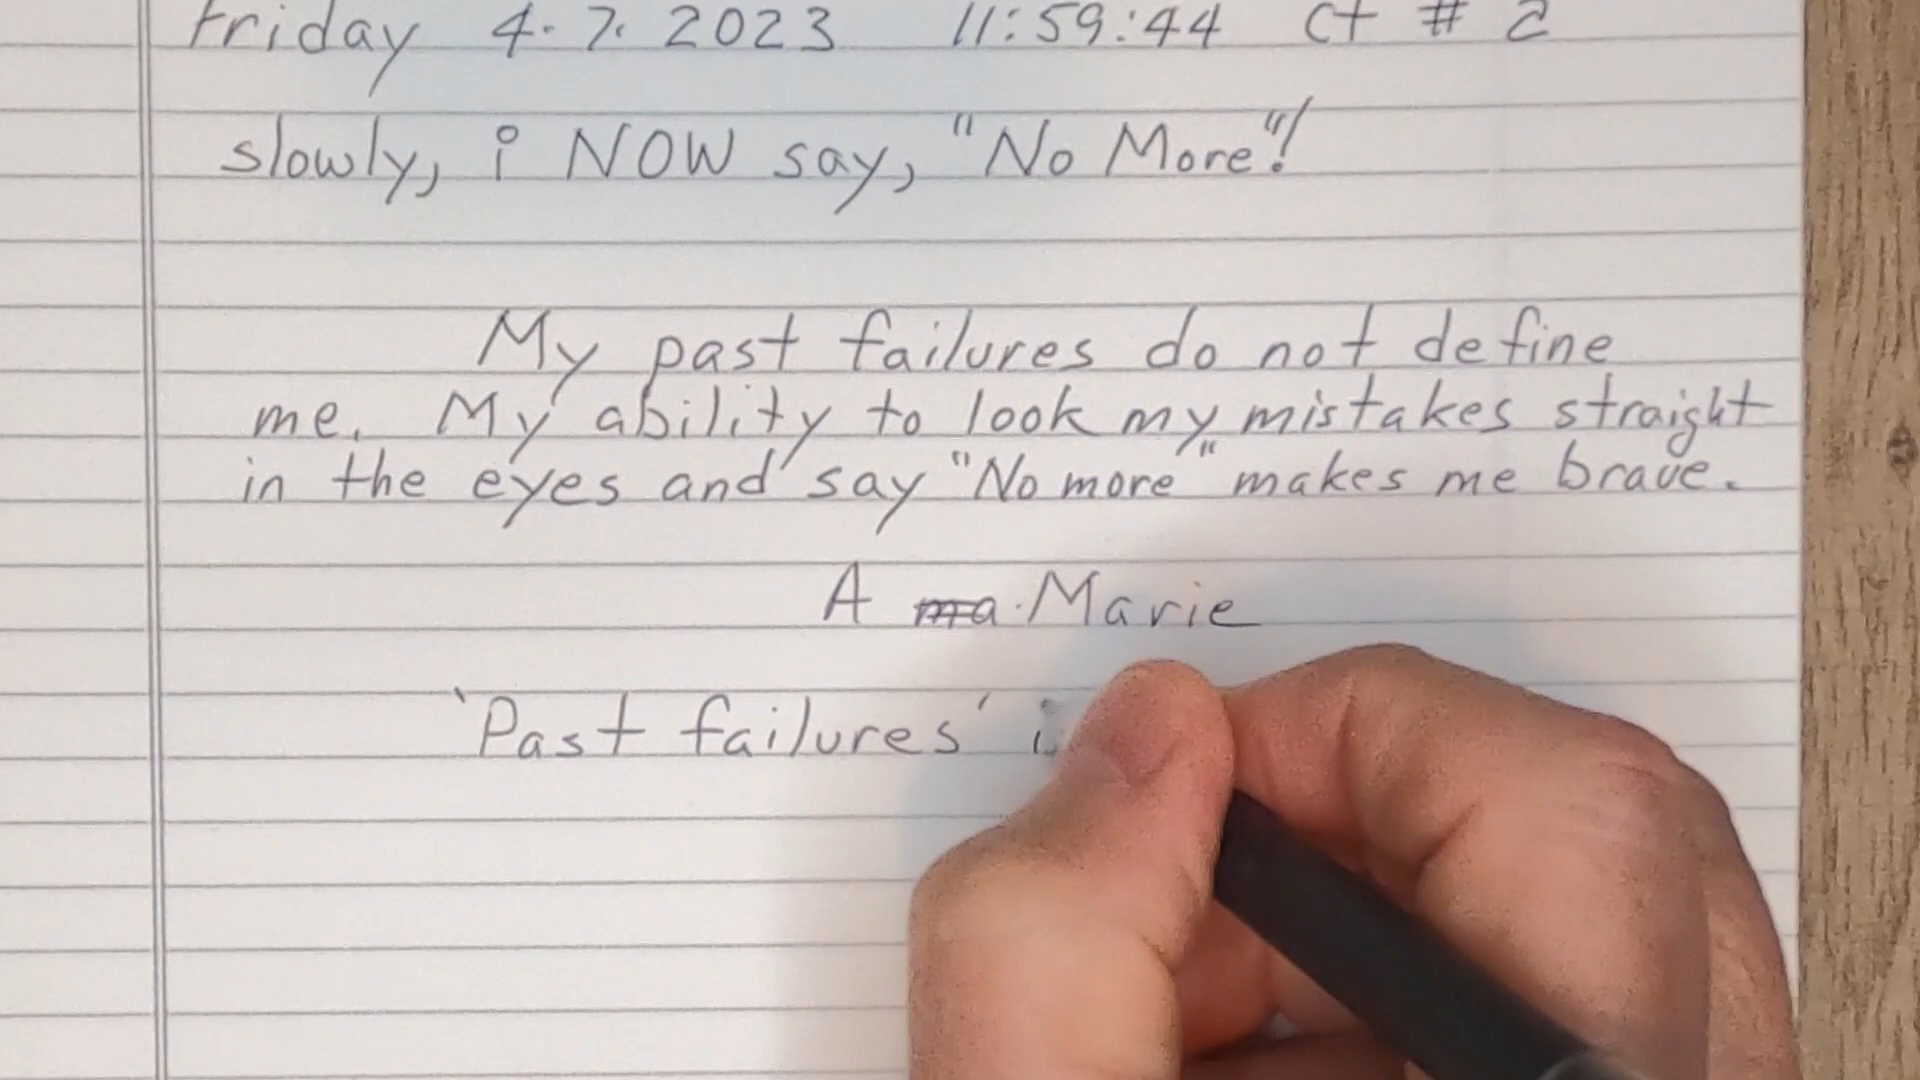 Friday 4.7.2023 11:59:44 Ct # 2
slowly, i NOW say, "No More"!
My past failures do not define
me. My ability to look my mistakes straight
in the eyes and say "No more" makes me brave.
A Marie
'Past failures'